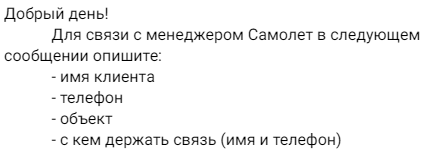 Добрый день!
Для связи с менеджером Самолет в следующем
сообщении опишите:
- имя клиента
- телефон
- объект
- с кем держать связь (имя и телефон)